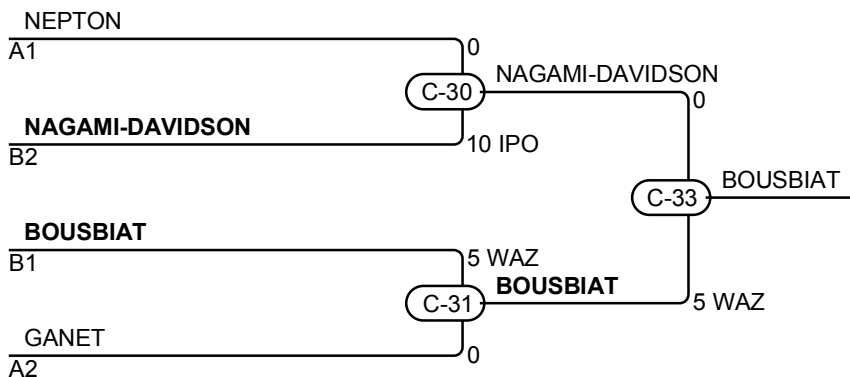 NEPTON
A1
0
C-30
NAGAMI-DAVIDSON
0
NAGAMI-DAVIDSON
B2
10 IPO
C-33
BOUSBIAT
BOUSBIAT
B1
5 WAZ
C-31
BOUSBIAT
5 WAZ
GANET
A2
0